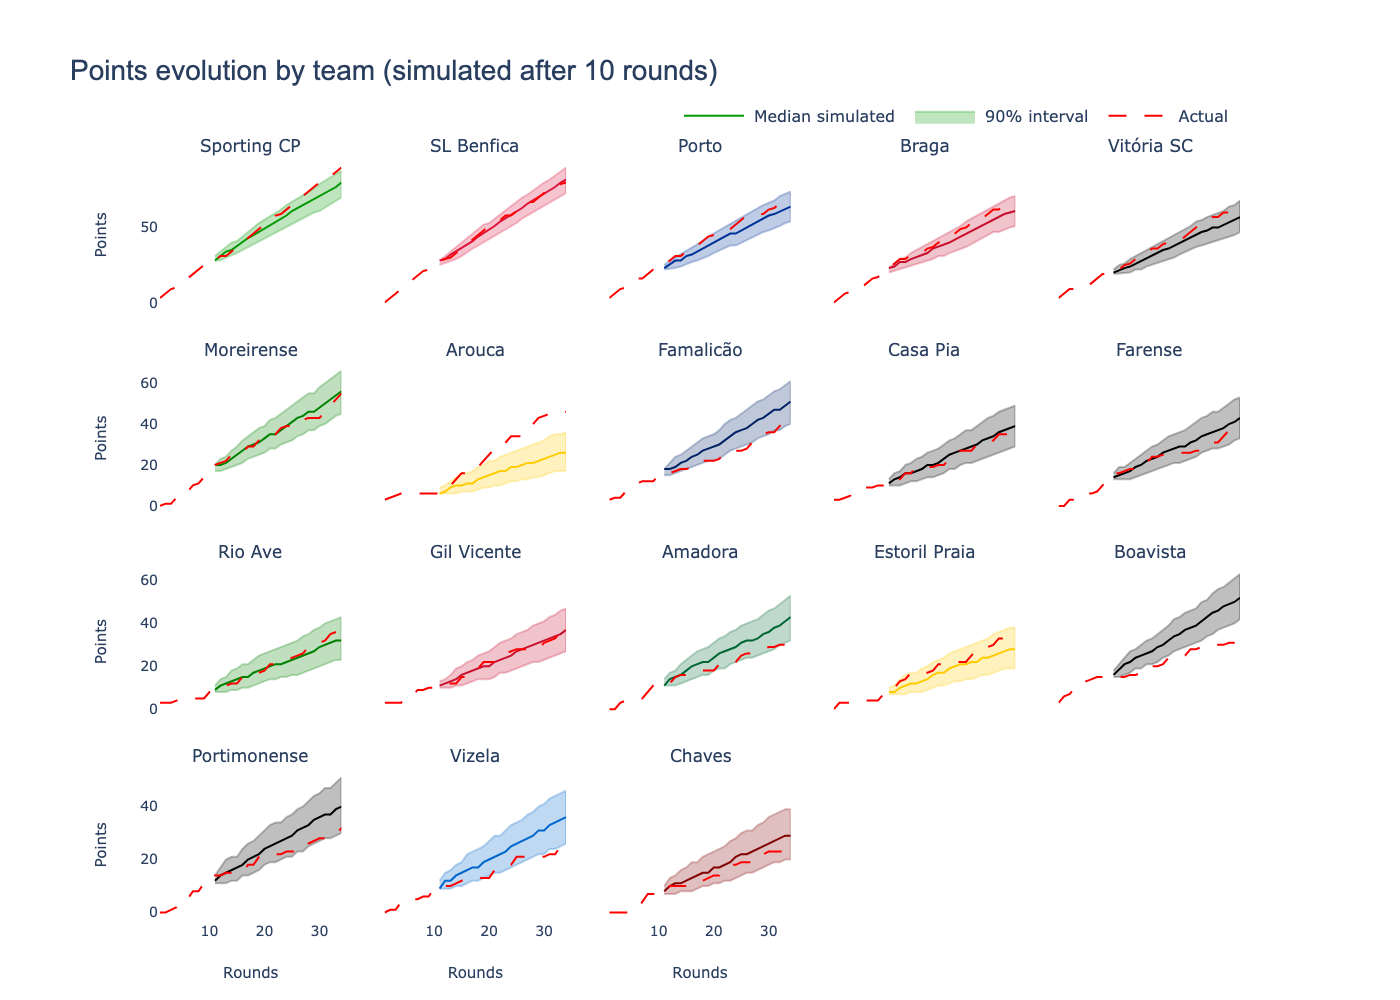 Points evolution by team (simulated after 10 rounds)
Median simulated 90% interval Actual
Sporting CP SL Benfica Porto Braga Vitória SC
Points
50
0
Moreirense Arouca Famalicão Casa Pia Farense
Points
60
40
20
0
Rio Ave Gil Vicente Amadora Estoril Praia Boavista
Points
60
40
20
0
Portimonense Vizela Chaves
Points
40
20
0
10 20 30 10 20 30 10 20 30
Rounds Rounds Rounds